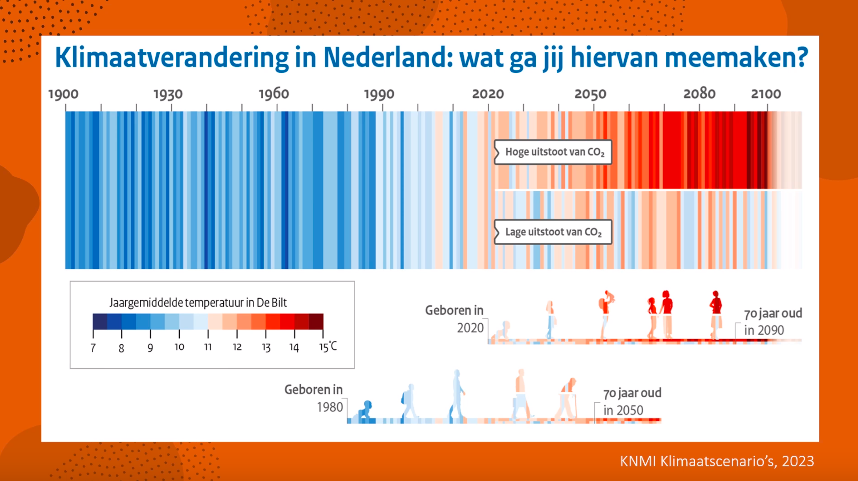 Klimaatverandering in Nederland: wat ga jij hiervan meemaken?
1900 1930 1960 1990 2020 2050 2080 2100
Hoge uitstoot van CO₂
Lage uitstoot van CO₂
Jaargemiddelde temperatuur in De Bilt
7 8 9 10 11 12 13 14 15°C
Geboren in
2020
70 jaar oud
in 2090
Geboren in
1980
70 jaar oud
in 2050
KNMI Klimaatscenario's, 2023